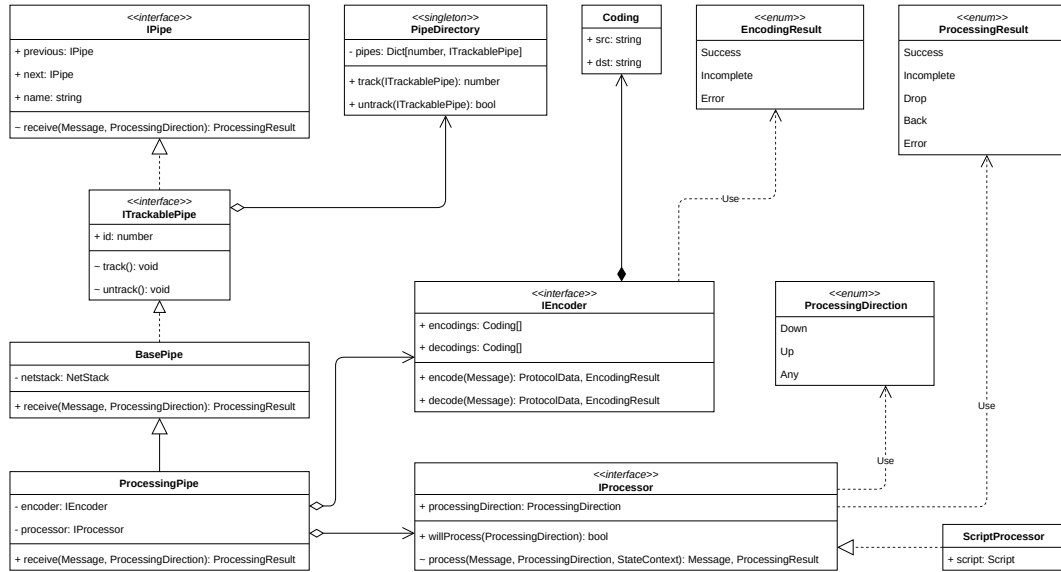 <<interface>>
IPipe
+ previous: IPipe
+ next: IPipe
+ name: string
~ receive(Message, ProcessingDirection): ProcessingResult
<<singleton>>
PipeDirectory
- pipes: Dict[number, ITrackablePipe]
+ track(ITrackablePipe): number
+ untrack(ITrackablePipe): bool
Coding
+ src: string
+ dst: string
<<enum>>
EncodingResult
Success
Incomplete
Error
<<enum>>
ProcessingResult
Success
Incomplete
Drop
Back
Error
<<interface>>
ITrackablePipe
+ id: number
~ track(): void
~ untrack(): void
Use
<<interface>>
IEncoder
+ encodings: Coding[]
+ decodings: Coding[]
+ encode(Message): ProtocolData, EncodingResult
+ decode(Message): ProtocolData, EncodingResult
<<enum>>
ProcessingDirection
Down
Up
Any
BasePipe
- netstack: NetStack
+ receive(Message, ProcessingDirection): ProcessingResult
Use
Use
ProcessingPipe
- encoder: IEncoder
- processor: IProcessor
+ receive(Message, ProcessingDirection): ProcessingResult
<<interface>>
IProcessor
+ processingDirection: ProcessingDirection
+ willProcess(ProcessingDirection): bool
~ process(Message, ProcessingDirection, StateContext): Message, ProcessingResult
ScriptProcessor
+ script: Script